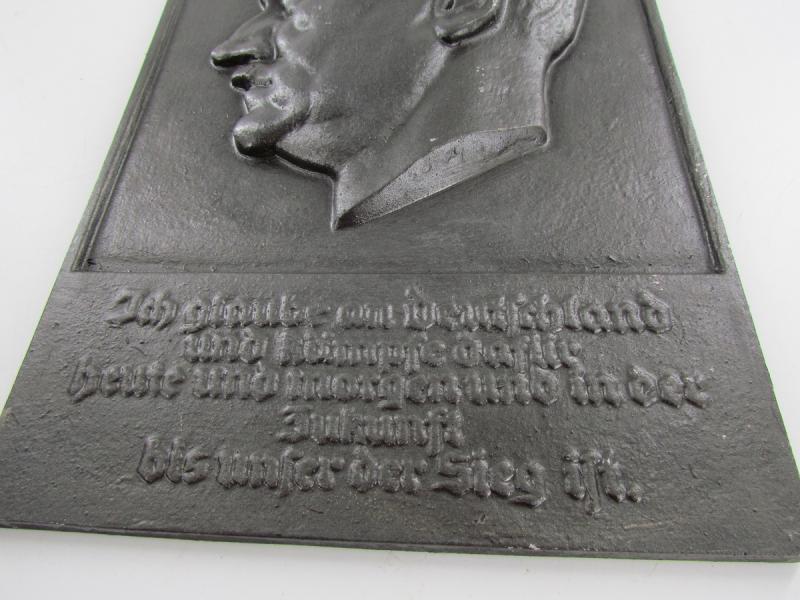 Ich glaube an Deutschland
und kämpfe dafür
heute und morgen und in der
Zukunft
bis unser der Sieg ist.